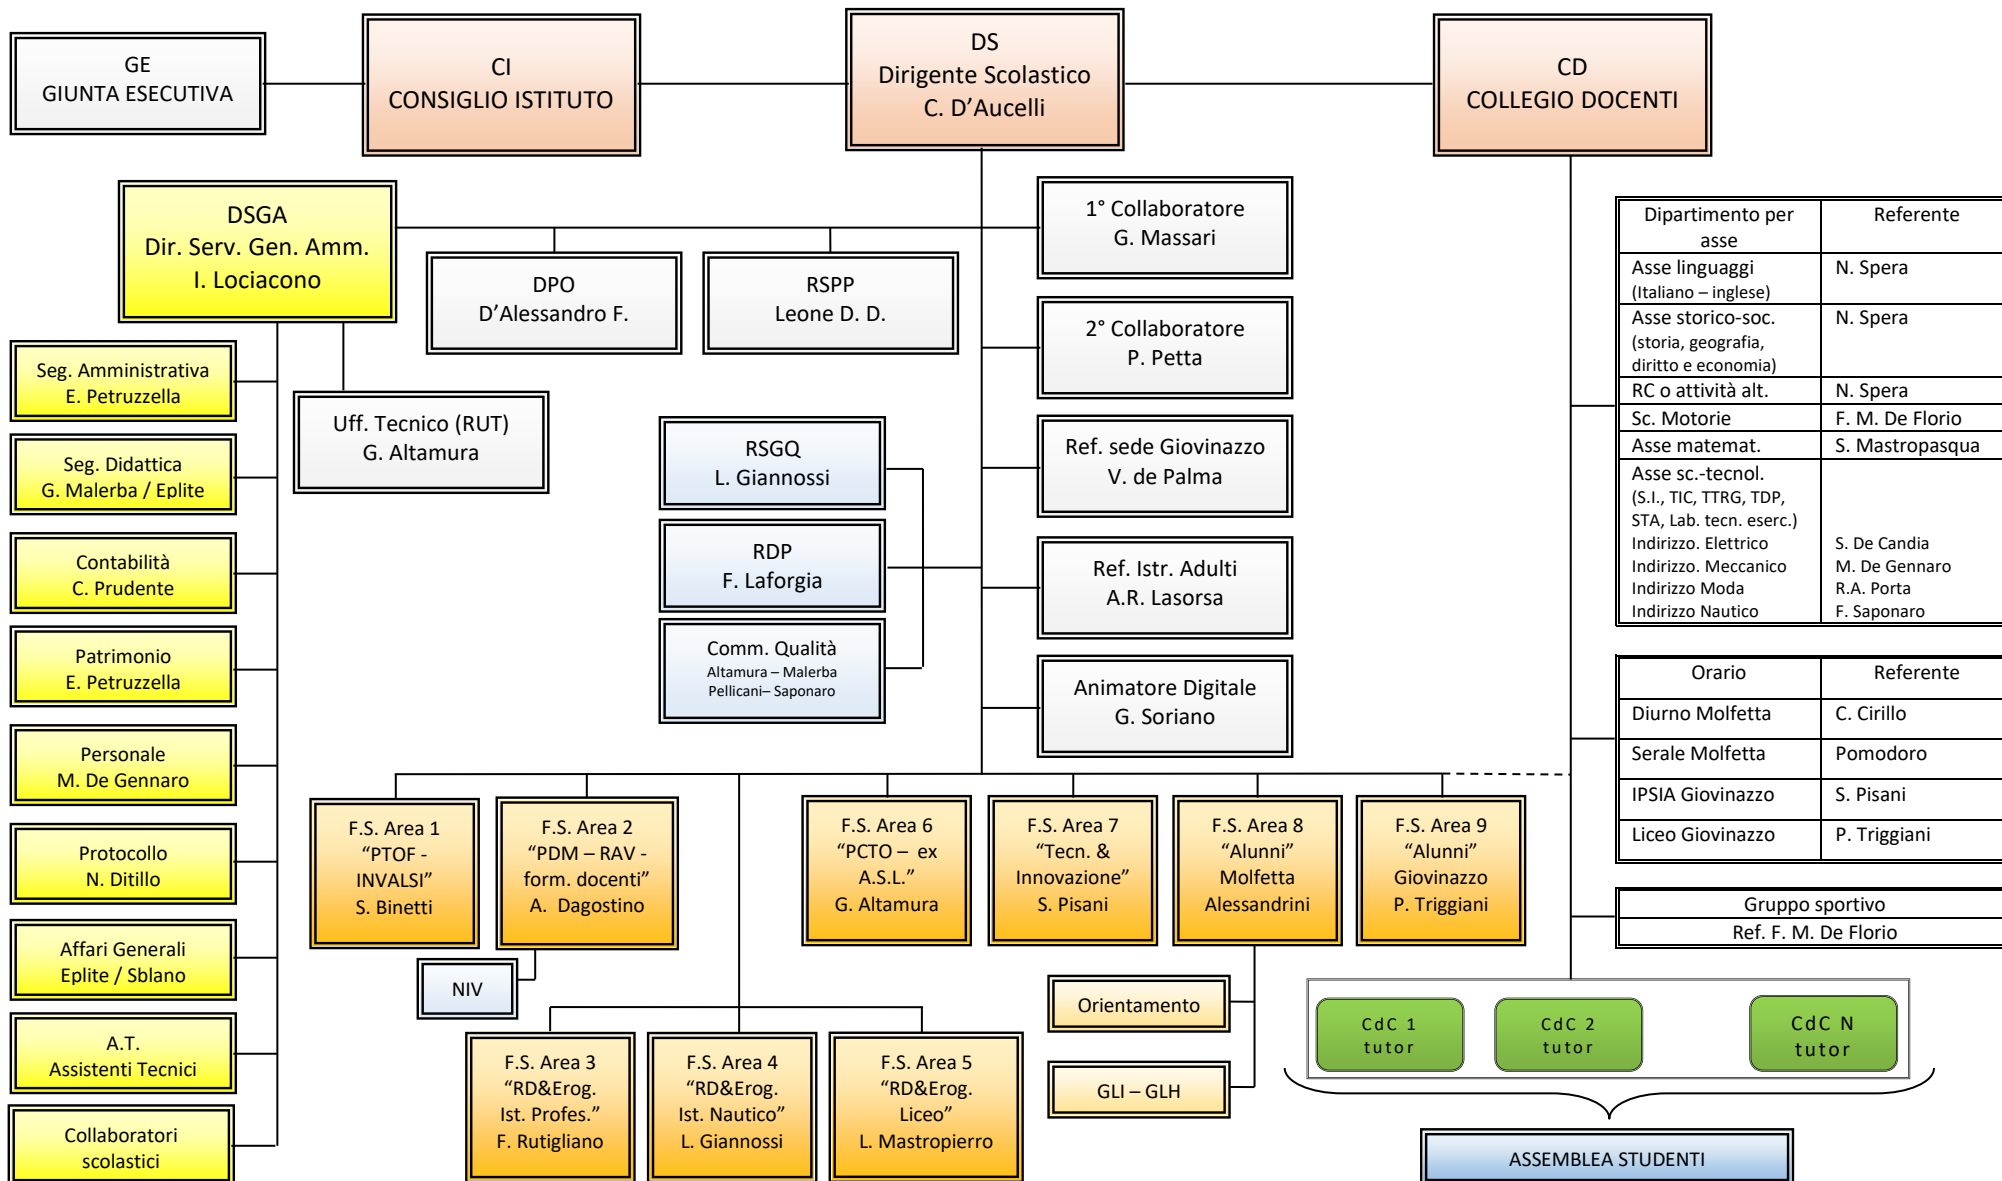 GE
GIUNTA ESECUTIVA
CI
CONSIGLIO ISTITUTO
DS
Dirigente Scolastico
C. D’Aucelli
CD
COLLEGIO DOCENTI
DSGA
Dir. Serv. Gen. Amm.
I. Lociacono
DPO
D’Alessandro F.
RSPP
Leone D. D.
1° Collaboratore
G. Massari
2° Collaboratore
P. Petta
Ref. sede Giovinazzo
V. de Palma
Ref. Istr. Adulti
A.R. Lasorsa
Animatore Digitale
G. Soriano
Seg. Amministrativa
E. Petruzzella
Seg. Didattica
G. Malerba / Eplite
Contabilità
C. Prudente
Patrimonio
E. Petruzzella
Personale
M. De Gennaro
Protocollo
N. Ditillo
Affari Generali
Eplite / Sblano
A.T.
Assistenti Tecnici
Collaboratori
scolastici
Uff. Tecnico (RUT)
G. Altamura
RSGQ
L. Giannossi
RDP
F. Laforgia
Comm. Qualità
Altamura – Malerba
Pellicani– Saponaro
F.S. Area 1
“PTOF -
INVALSI”
S. Binetti
F.S. Area 2
“PDM – RAV -
form. docenti”
A. Dagostino
NIV
F.S. Area 3
“RD&Erog.
Ist. Profes.”
F. Rutigliano
F.S. Area 4
“RD&Erog.
Ist. Nautico”
L. Giannossi
F.S. Area 5
“RD&Erog.
Liceo”
L. Mastropierro
F.S. Area 6
“PCTO – ex
A.S.L.”
G. Altamura
F.S. Area 7
“Tecn. &
Innovazione”
S. Pisani
F.S. Area 8
“Alunni”
Molfetta
Alessandrini
F.S. Area 9
“Alunni”
Giovinazzo
P. Triggiani
Orientamento
GLI – GLH
Dipartimento per Referente
asse
Asse linguaggi N. Spera
(Italiano – inglese)
Asse storico-soc. N. Spera
(storia, geografia,
diritto e economia)
RC o attività alt. N. Spera
Sc. Motorie F. M. De Florio
Asse matemat. S. Mastropasqua
Asse sc.-tecnol.
(S.I., TIC, TTRG, TDP,
STA, Lab. tecn. eserc.)
Indirizzo. Elettrico S. De Candia
Indirizzo. Meccanico M. De Gennaro
Indirizzo Moda R.A. Porta
Indirizzo Nautico F. Saponaro
Orario Referente
Diurno Molfetta C. Cirillo
Serale Molfetta Pomodoro
IPSIA Giovinazzo S. Pisani
Liceo Giovinazzo P. Triggiani
Gruppo sportivo
Ref. F. M. De Florio
CdC 1
tutor
CdC 2
tutor
CdC N
tutor
ASSEMBLEA STUDENTI